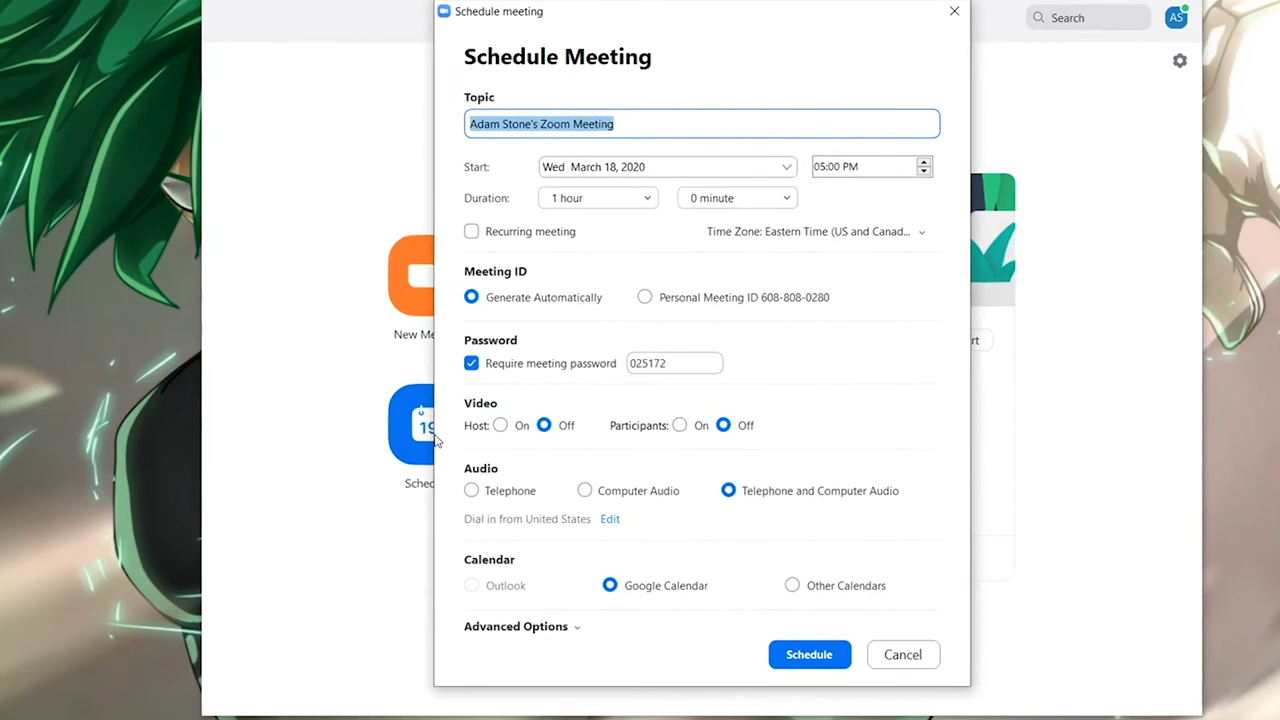 Schedule meeting
Search
AS
Schedule Meeting
Topic
Adam Stone's Zoom Meeting
Start: Wed March 18, 2020 05:00 PM
Duration: 1 hour 0 minute
Recurring meeting Time Zone: Eastern Time (US and Canad...
Meeting ID
Generate Automatically Personal Meeting ID 608-808-0280
New Me
rt
Password
Require meeting password 025172
Video
Host: On Off Participants: On Off
19
Audio
Sched
Telephone Computer Audio Telephone and Computer Audio
Dial in from United States Edit
Calendar
Outlook Google Calendar Other Calendars
Advanced Options
Schedule Cancel